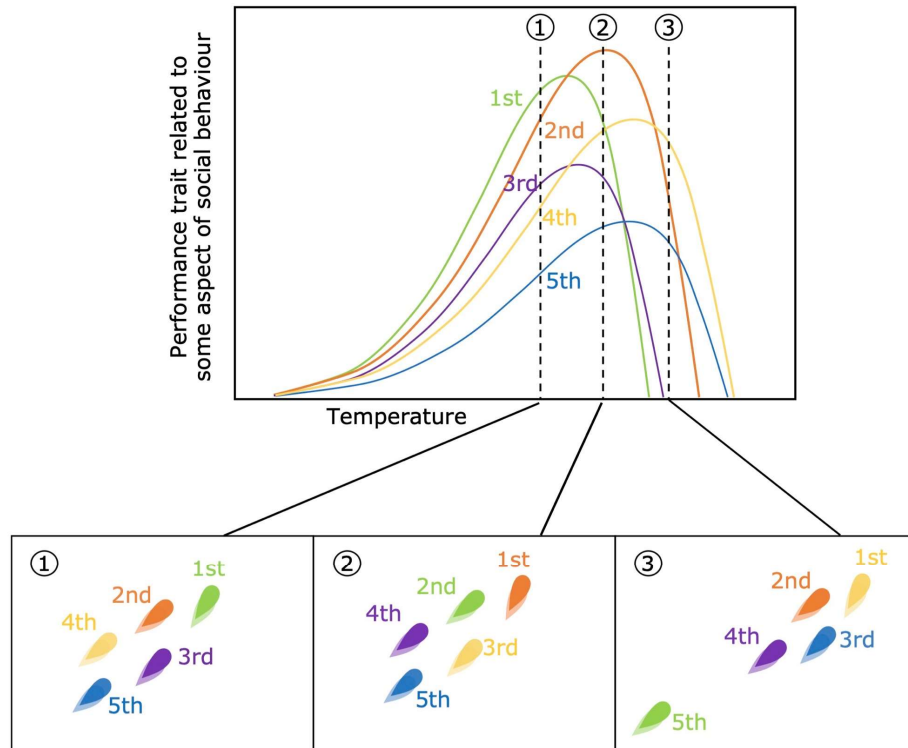 Performance trait related to
some aspect of social behaviour
① ② ③
1st
2nd
3rd
4th
5th
Temperature
①
1st
2nd
4th
3rd
5th
②
1st
2nd
4th
3rd
5th
③
1st
2nd
4th
3rd
5th